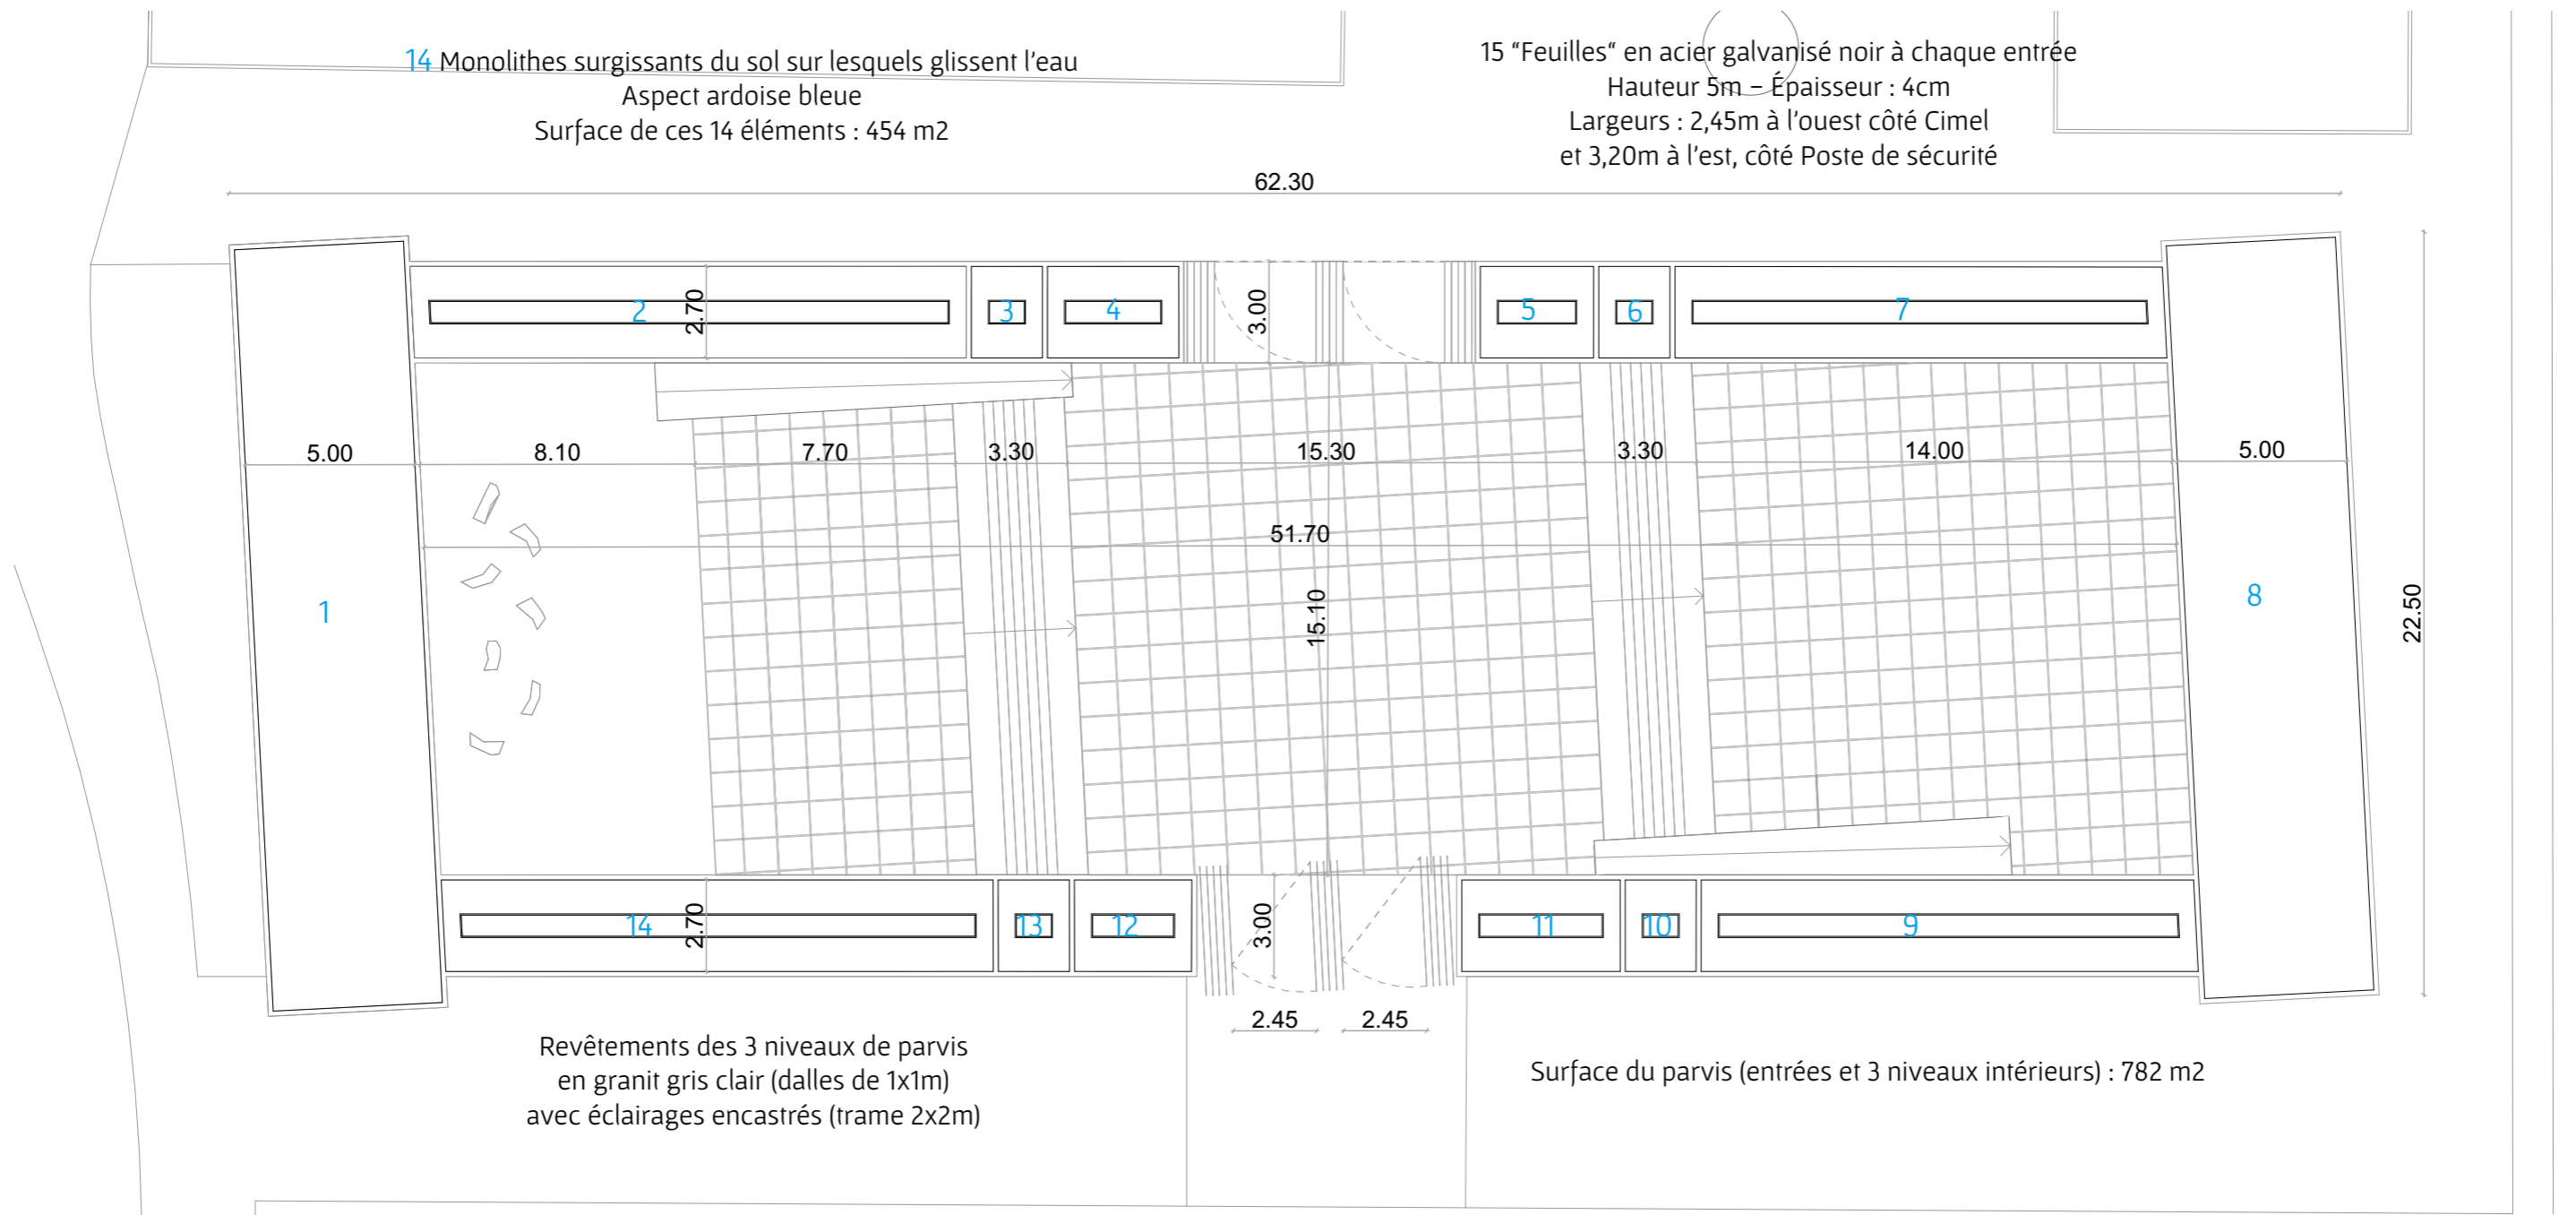 14 Monolithes surgissants du sol sur lesquels glissent l'eau
Aspect ardoise bleue
Surface de ces 14 éléments : 454 m2
15 “Feuilles“ en acier galvanisé noir à chaque entrée
Hauteur 5m – Épaisseur : 4cm
Largeurs : 2,45m à l'ouest côté Cimel
et 3,20m à l'est, côté Poste de sécurité
62.30
2 2.70 3 4 3.00 5 6 7
5.00 8.10 7.70 3.30 15.30 3.30 14.00 5.00
51.70
1 15.10 8 22.50
14 2.70 13 12 3.00 11 10 9
2.45 2.45
Revêtements des 3 niveaux de parvis
en granit gris clair (dalles de 1x1m)
avec éclairages encastrés (trame 2x2m)
Surface du parvis (entrées et 3 niveaux intérieurs) : 782 m2